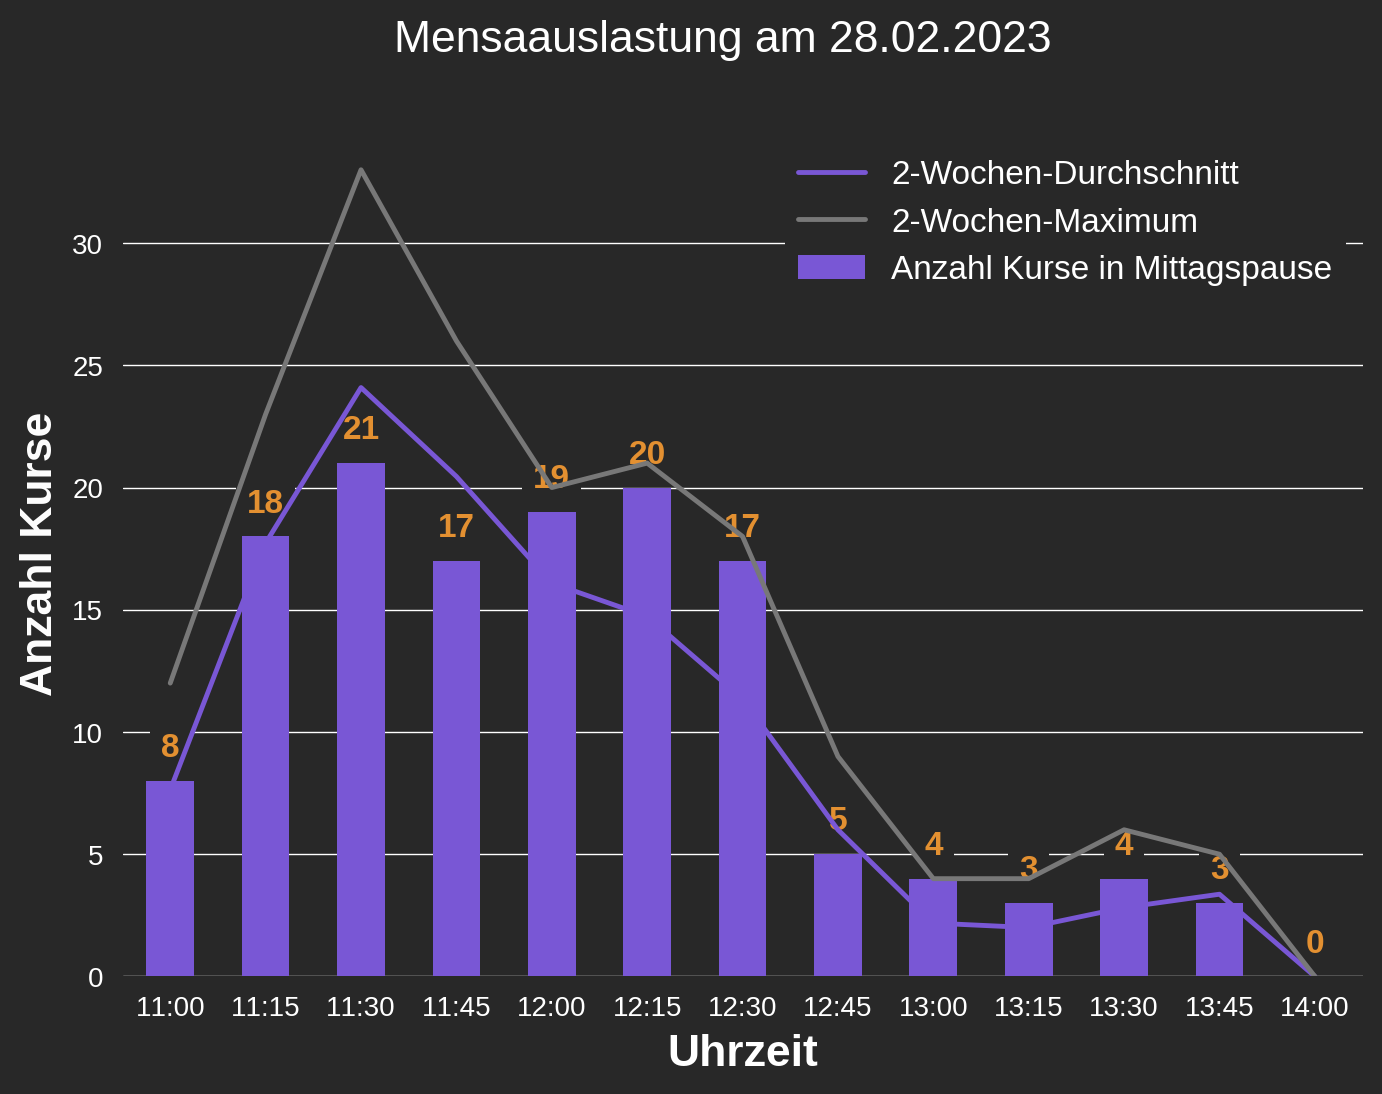 Mensaauslastung am 28.02.2023
2-Wochen-Durchschnitt
2-Wochen-Maximum
Anzahl Kurse in Mittagspause
Anzahl Kurse
30
25
20
15
10
5
0
8
18
21
17
19
20
17
5
4
3
4
3
0
11:00 11:15 11:30 11:45 12:00 12:15 12:30 12:45 13:00 13:15 13:30 13:45 14:00
Uhrzeit